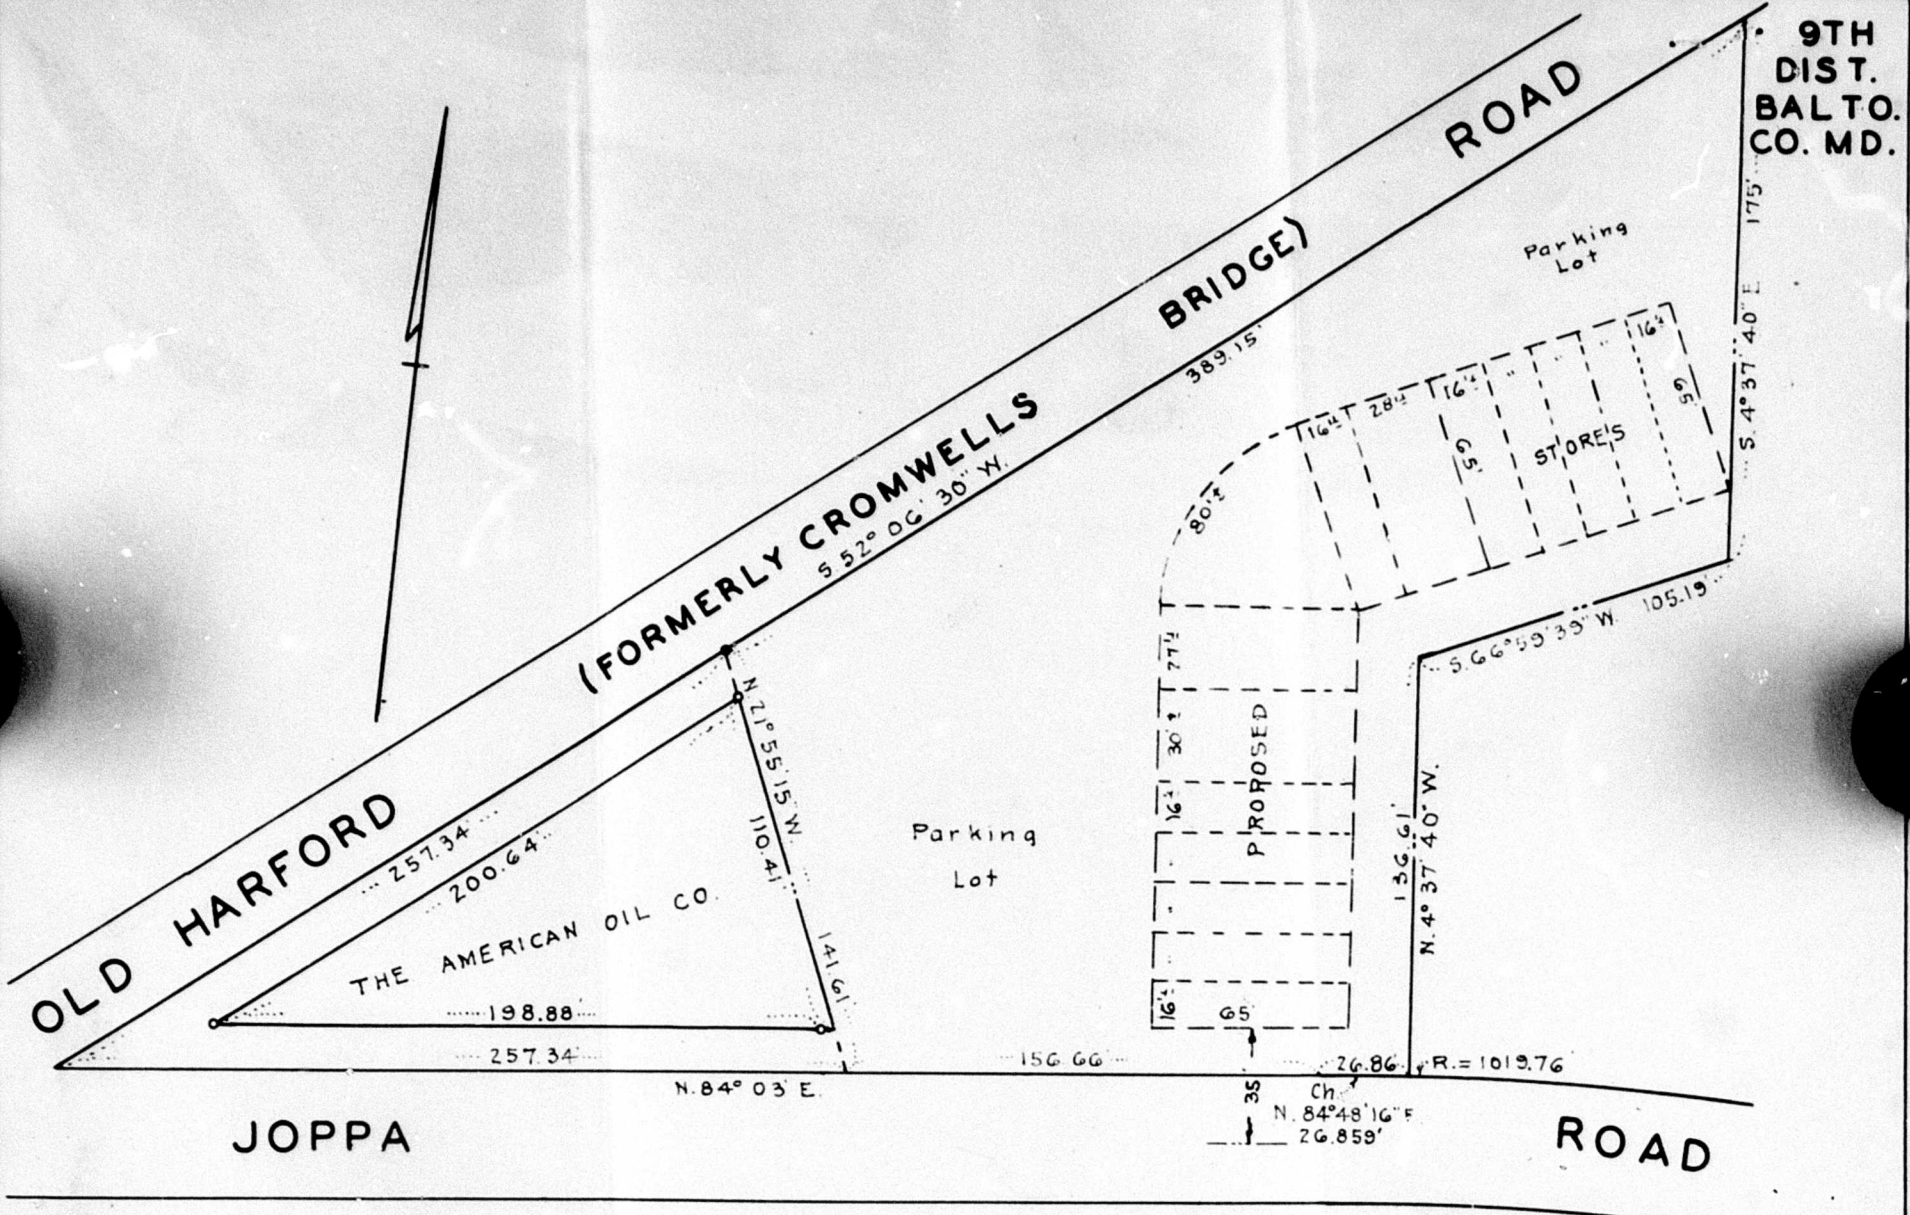 9TH
DIST.
BALTO.
CO. MD.
OLD HARFORD (FORMERLY CROMWELLS BRIDGE) ROAD
389.15'
S 52° 06' 30" W.
175'
S. 4° 37' 40" E
Parking
Lot
16'±
65'
STORES
16'±
28'±
16'±
65'
80'±
S. 66° 59' 39" W. 105.19'
27'±
30'±
16'±
PROPOSED
16'±
65'
136.61'
N. 4° 37' 40" W.
N. 21° 55' 15" W.
110.41
141.61
257.34'
200.64'
THE AMERICAN OIL CO.
198.88'
Parking
Lot
257.34'
156.66
26.86
R. = 1019.76'
N. 84° 03' E.
35
Ch.
N. 84° 48' 16" E
26.859'
JOPPA ROAD